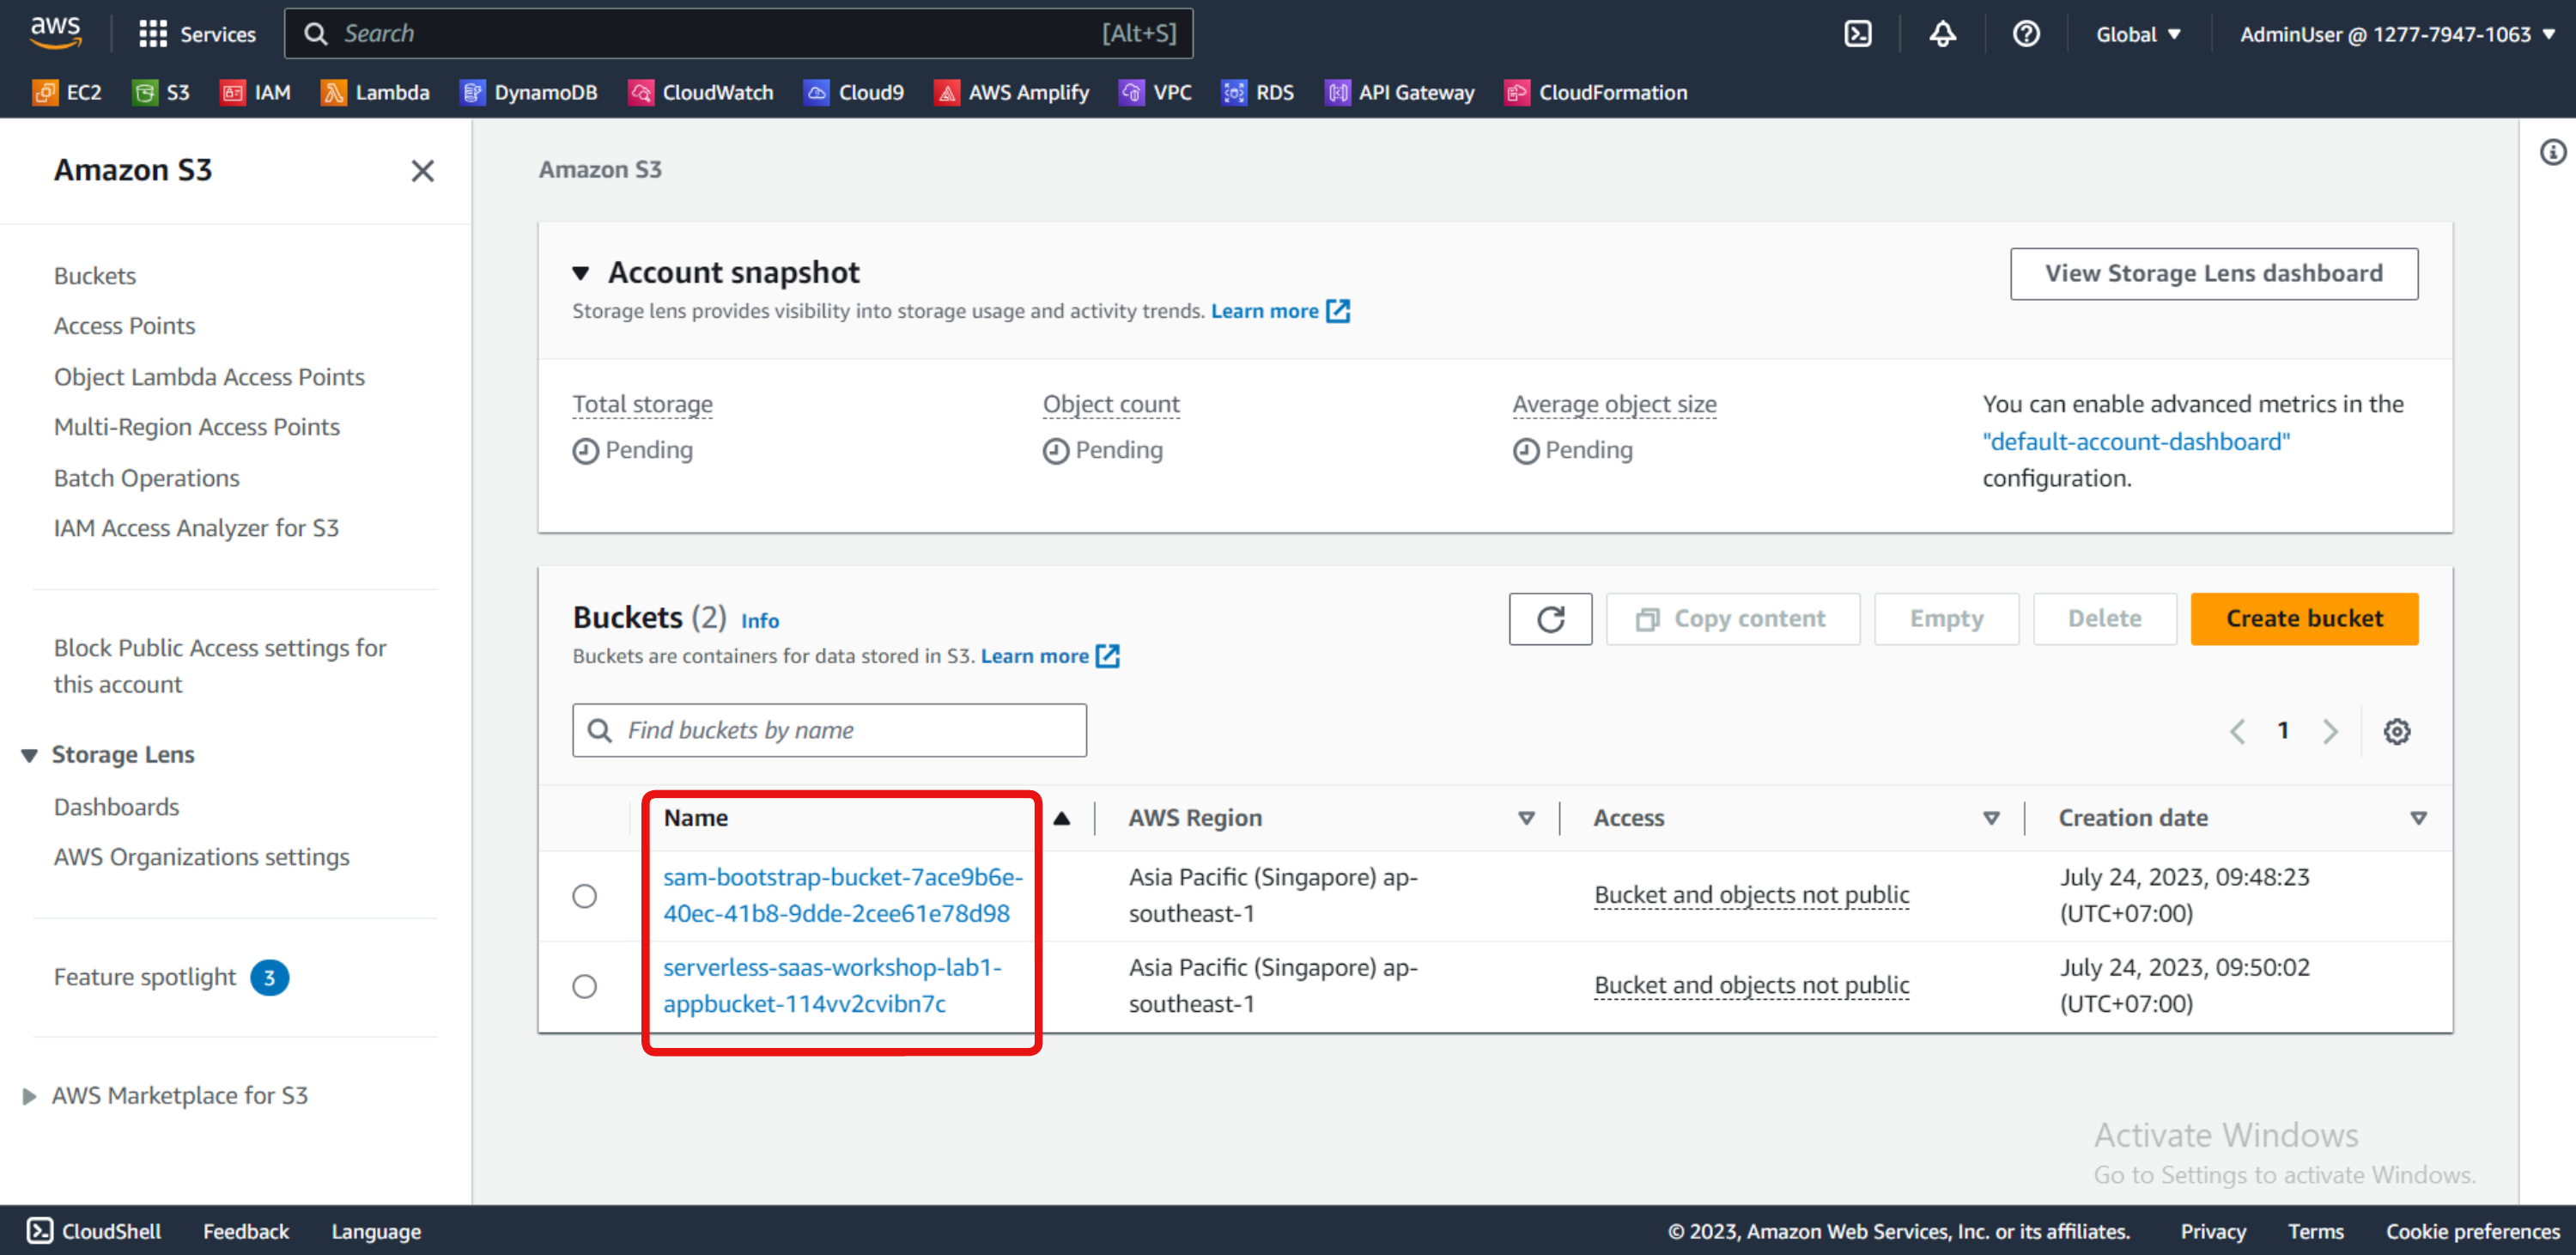 aws
Services
Search
[Alt+S]
Global
AdminUser @ 1277-7947-1063
EC2
S3
IAM
Lambda
DynamoDB
CloudWatch
Cloud9
AWS Amplify
VPC
RDS
API Gateway
CloudFormation
Amazon S3
Buckets
Access Points
Object Lambda Access Points
Multi-Region Access Points
Batch Operations
IAM Access Analyzer for S3
Block Public Access settings for
this account
Storage Lens
Dashboards
AWS Organizations settings
Feature spotlight 3
AWS Marketplace for S3
Amazon S3
Account snapshot
Storage lens provides visibility into storage usage and activity trends. Learn more
View Storage Lens dashboard
Total storage
Pending
Object count
Pending
Average object size
Pending
You can enable advanced metrics in the
"default-account-dashboard"
configuration.
Buckets (2) Info
Buckets are containers for data stored in S3. Learn more
Copy content
Empty
Delete
Create bucket
Find buckets by name
1
Name
AWS Region
Access
Creation date
sam-bootstrap-bucket-7ace9b6e-
40ec-41b8-9dde-2cee61e78d98
Asia Pacific (Singapore) ap-
southeast-1
Bucket and objects not public
July 24, 2023, 09:48:23
(UTC+07:00)
serverless-saas-workshop-lab1-
appbucket-114vv2cvibn7c
Asia Pacific (Singapore) ap-
southeast-1
Bucket and objects not public
July 24, 2023, 09:50:02
(UTC+07:00)
Activate Windows
Go to Settings to activate Windows.
CloudShell
Feedback
Language
© 2023, Amazon Web Services, Inc. or its affiliates.
Privacy
Terms
Cookie preferences